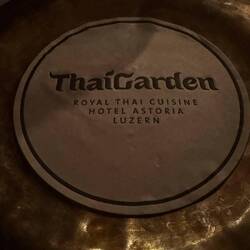 ThaiGarden
ROYAL THAI CUISINE
HOTEL ASTORIA
LUZERN